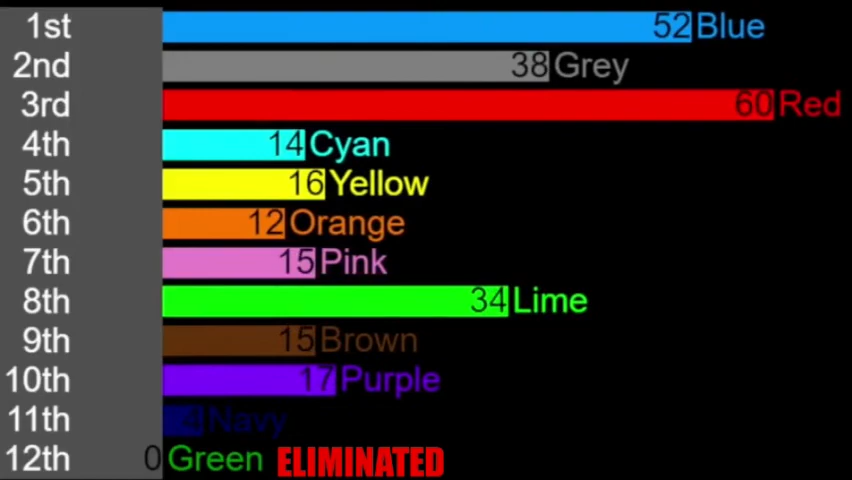 1st 52 Blue
2nd 38 Grey
3rd 60 Red
4th 14 Cyan
5th 16 Yellow
6th 12 Orange
7th 15 Pink
8th 34 Lime
9th 15 Brown
10th 17 Purple
11th Navy
12th 0 Green ELIMINATED